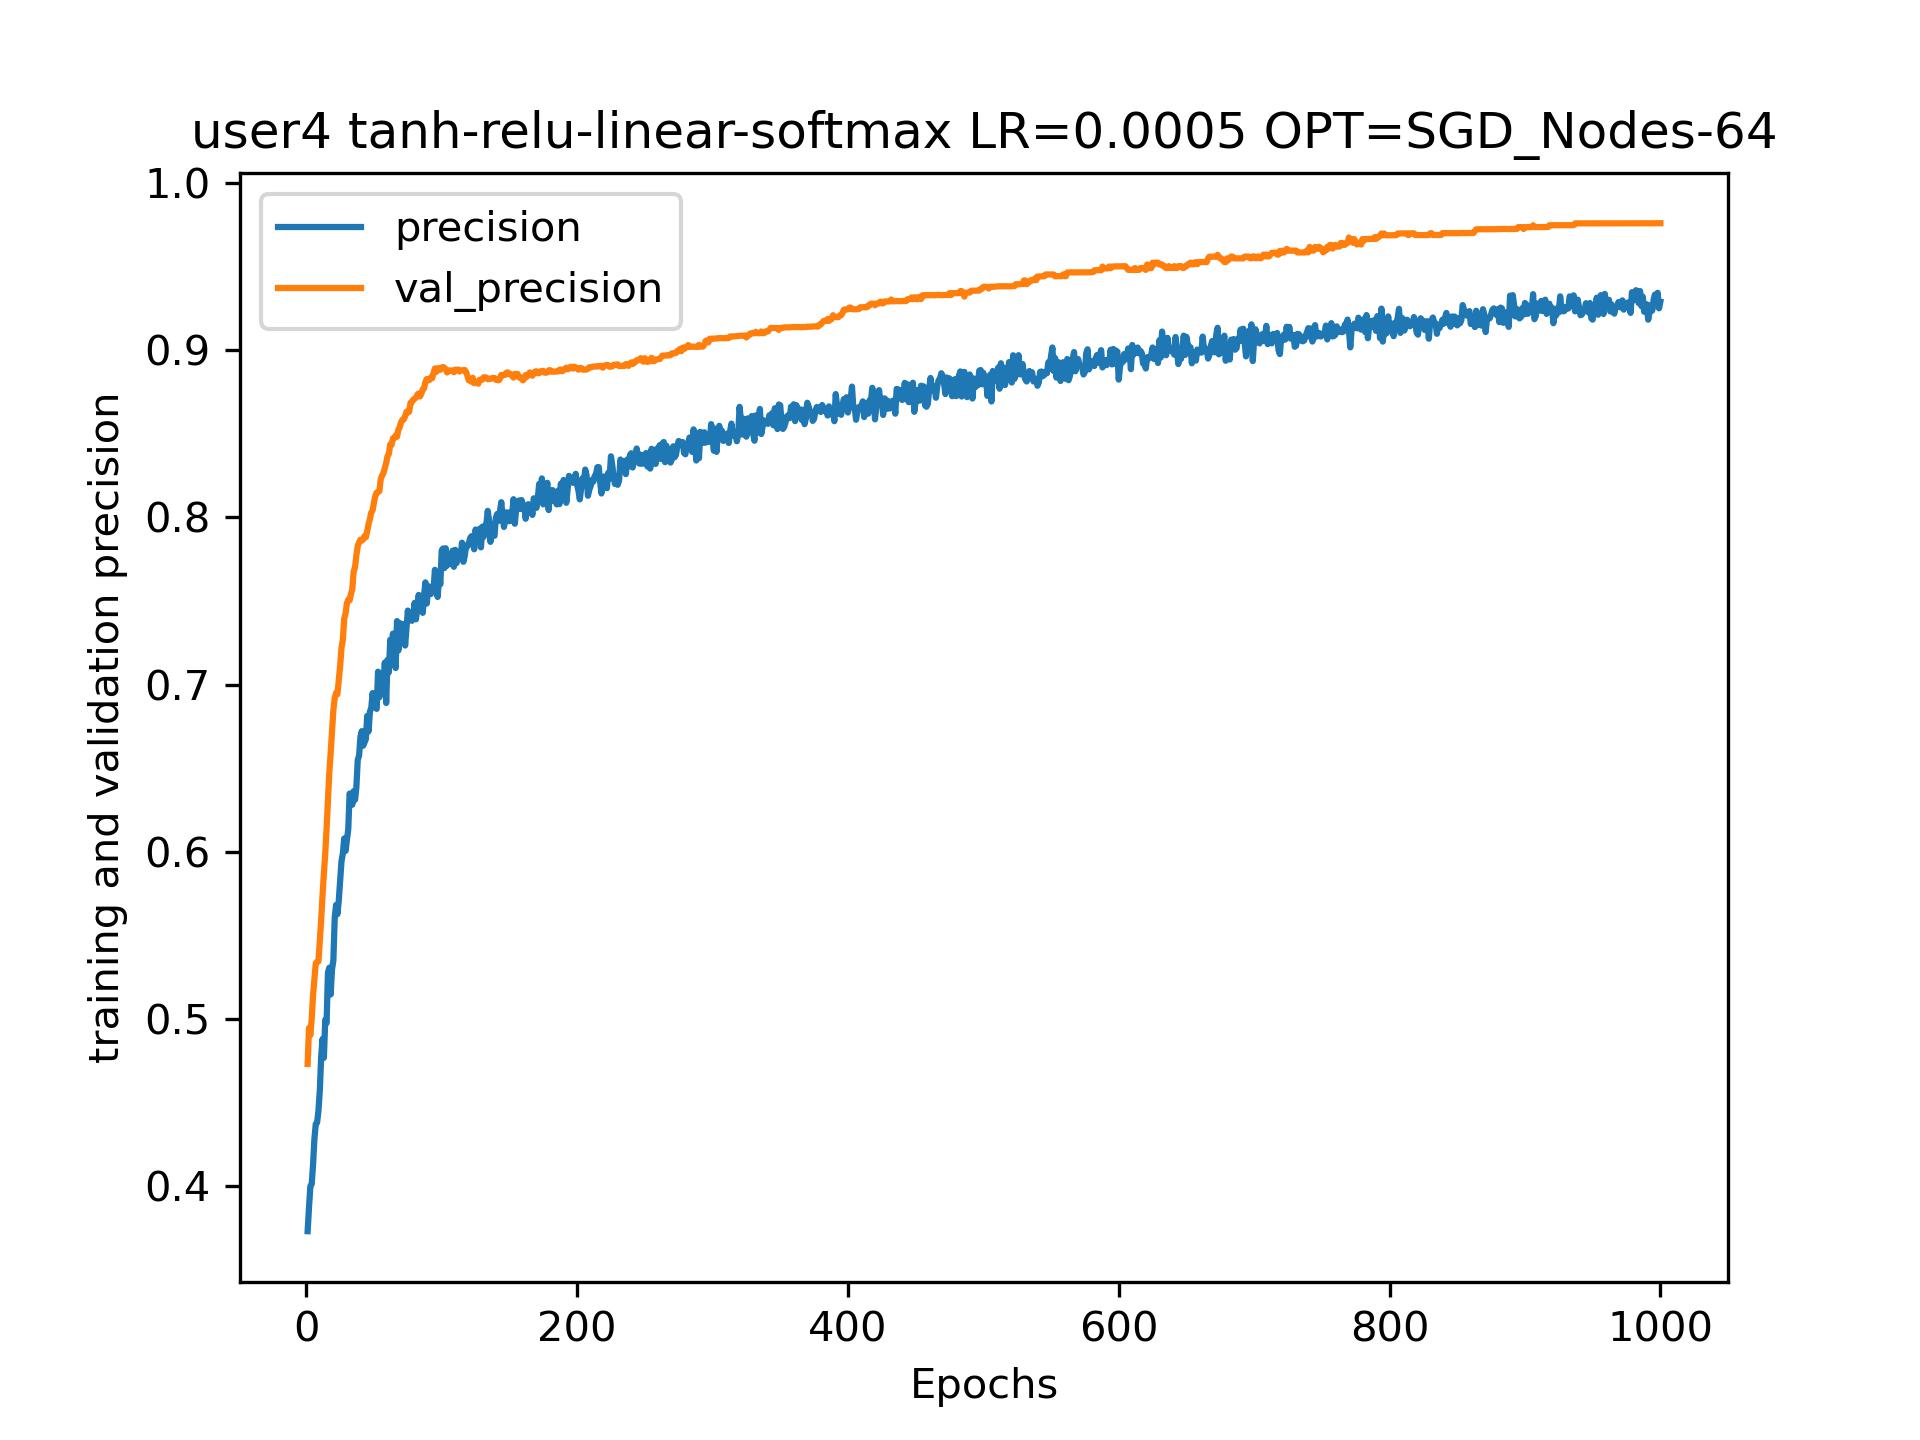 user4 tanh-relu-linear-softmax LR=0.0005 OPT=SGD_Nodes-64
precision
val_precision
training and validation precision
1.0
0.9
0.8
0.7
0.6
0.5
0.4
0
200
400
600
800
1000
Epochs